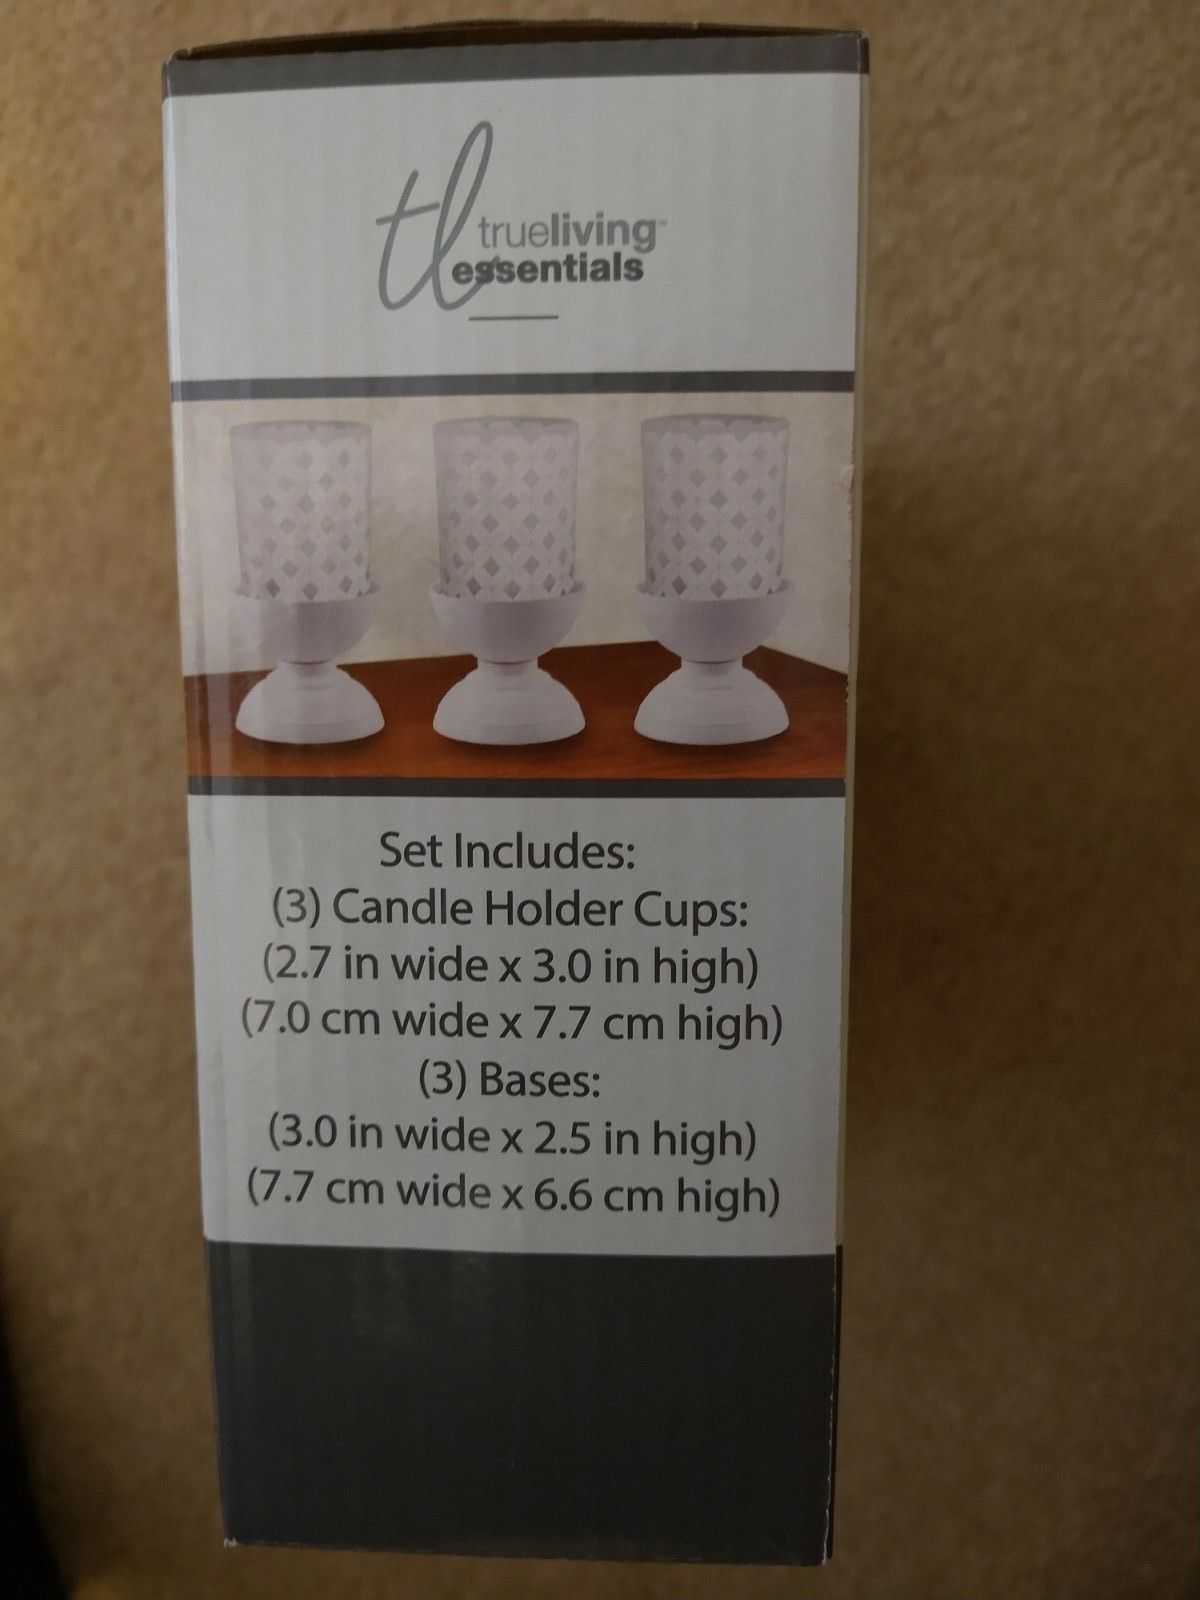 tl
trueliving™
essentials
Set Includes:
(3) Candle Holder Cups:
(2.7 in wide x 3.0 in high)
(7.0 cm wide x 7.7 cm high)
(3) Bases:
(3.0 in wide x 2.5 in high)
(7.7 cm wide x 6.6 cm high)